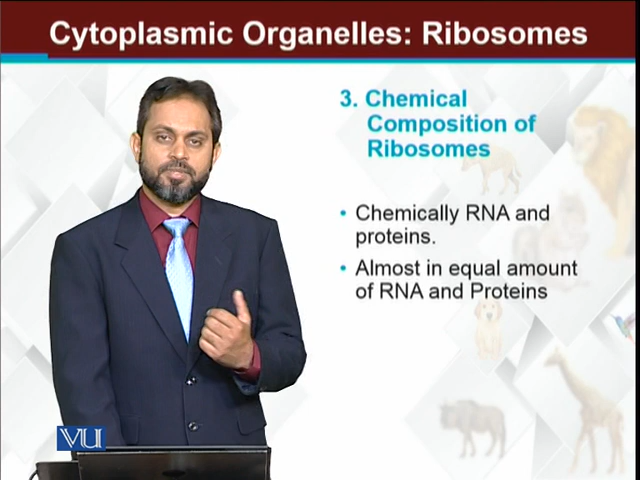 Cytoplasmic Organelles: Ribosomes
3. Chemical
Composition of
Ribosomes
• Chemically RNA and
proteins.
• Almost in equal amount
of RNA and Proteins
VU